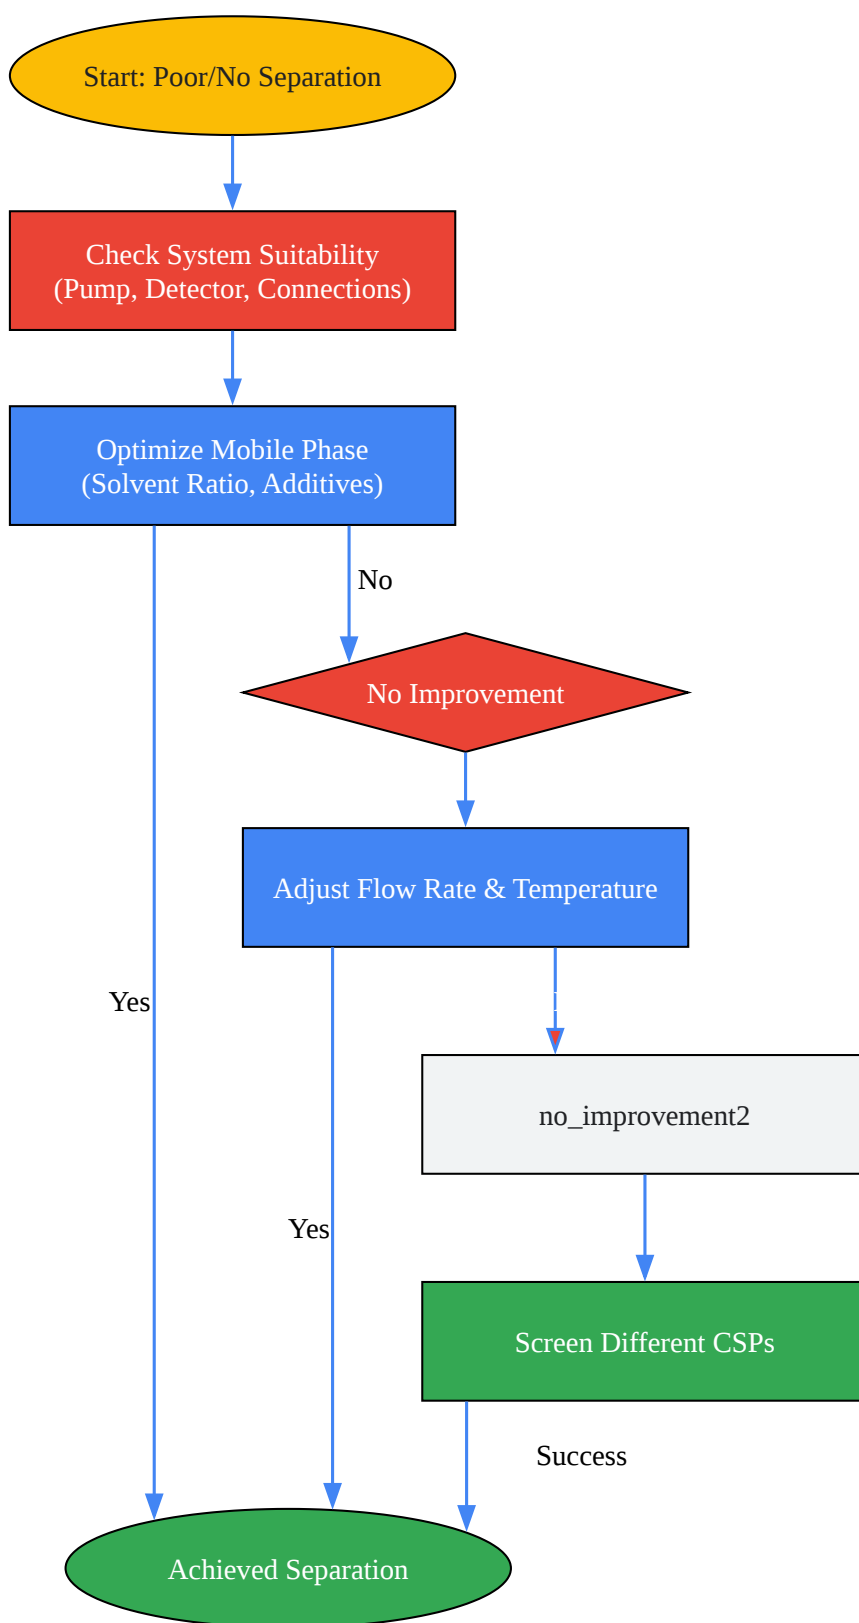 Start: Poor/No Separation
Check System Suitability
(Pump, Detector, Connections)
Optimize Mobile Phase
(Solvent Ratio, Additives)
No
No Improvement
Adjust Flow Rate & Temperature
Yes
no_improvement2
Yes
Screen Different CSPs
Success
Achieved Separation